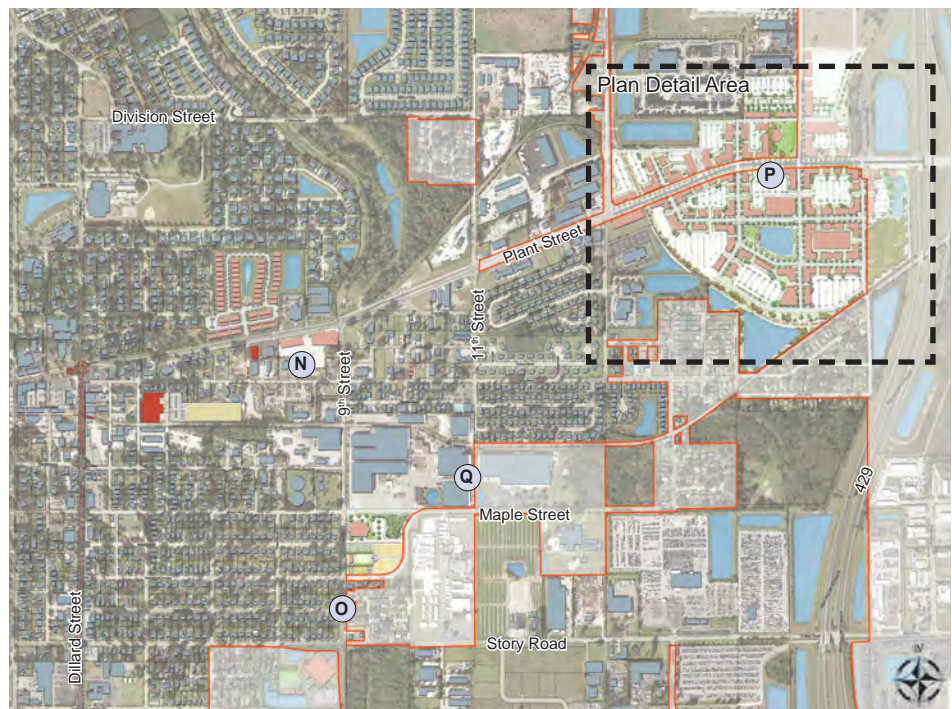 Plan Detail Area
Division Street
P
Plant Street
11th Street
N
9th Street
Q
429
Maple Street
O
Story Road
Dillard Street
N